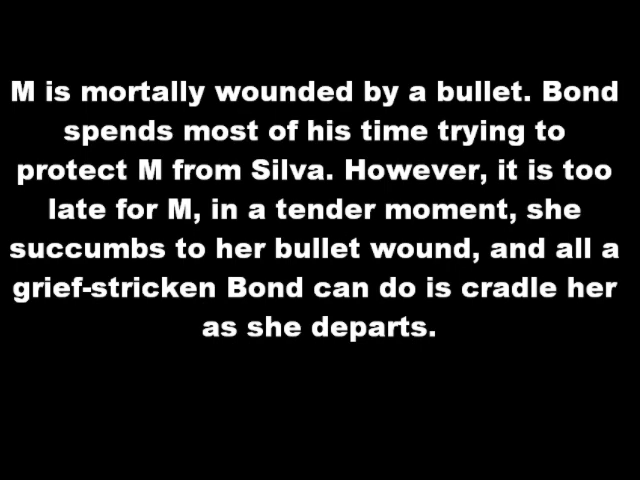 M is mortally wounded by a bullet. Bond
spends most of his time trying to
protect M from Silva. However, it is too
late for M, in a tender moment, she
succumbs to her bullet wound, and all a
grief-stricken Bond can do is cradle her
as she departs.